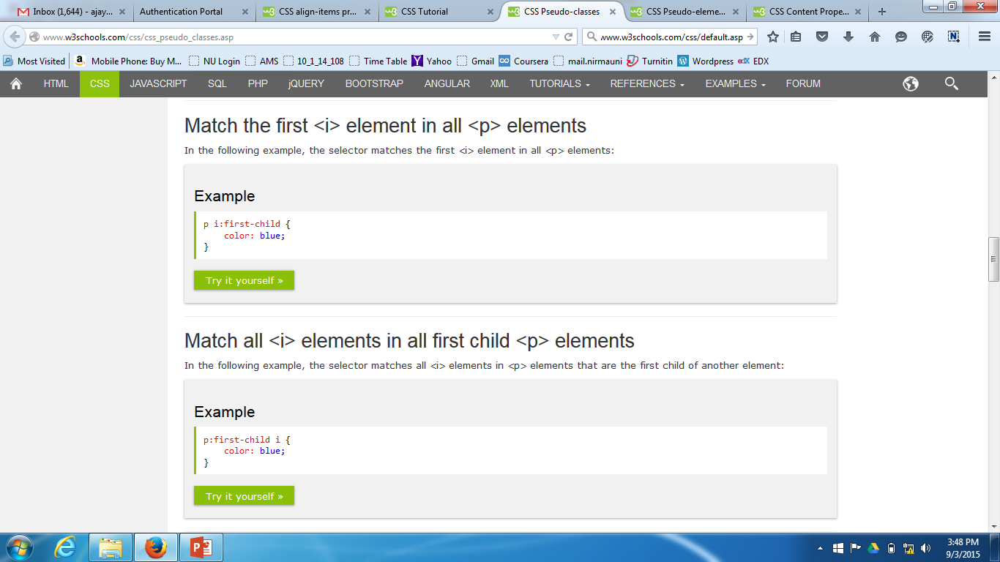 Inbox (1,644) - ajay... Authentication Portal CSS align-items pr... CSS Tutorial CSS Pseudo-classes CSS Pseudo-eleme... CSS Content Prope...
www.w3schools.com/css/css_pseudo_classes.asp www.w3schools.com/css/default.asp
Most Visited Mobile Phone: Buy M... NU Login AMS 10_1_14_108 Time Table Yahoo Gmail Coursera mail.nirmauni Turnitin Wordpress EDX
HTML CSS JAVASCRIPT SQL PHP jQUERY BOOTSTRAP ANGULAR XML TUTORIALS REFERENCES EXAMPLES FORUM
Match the first <i> element in all <p> elements
In the following example, the selector matches the first <i> element in all <p> elements:
Example
p i:first-child {
    color: blue;
}
Try it yourself »
Match all <i> elements in all first child <p> elements
In the following example, the selector matches all <i> elements in <p> elements that are the first child of another element:
Example
p:first-child i {
    color: blue;
}
Try it yourself »
3:48 PM
9/3/2015